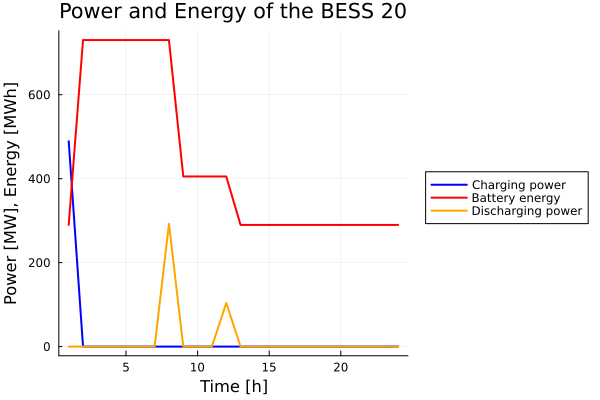 Power and Energy of the BESS 20
Power [MW], Energy [MWh]
600
400
200
0
5 10 15 20
Time [h]
Charging power
Battery energy
Discharging power